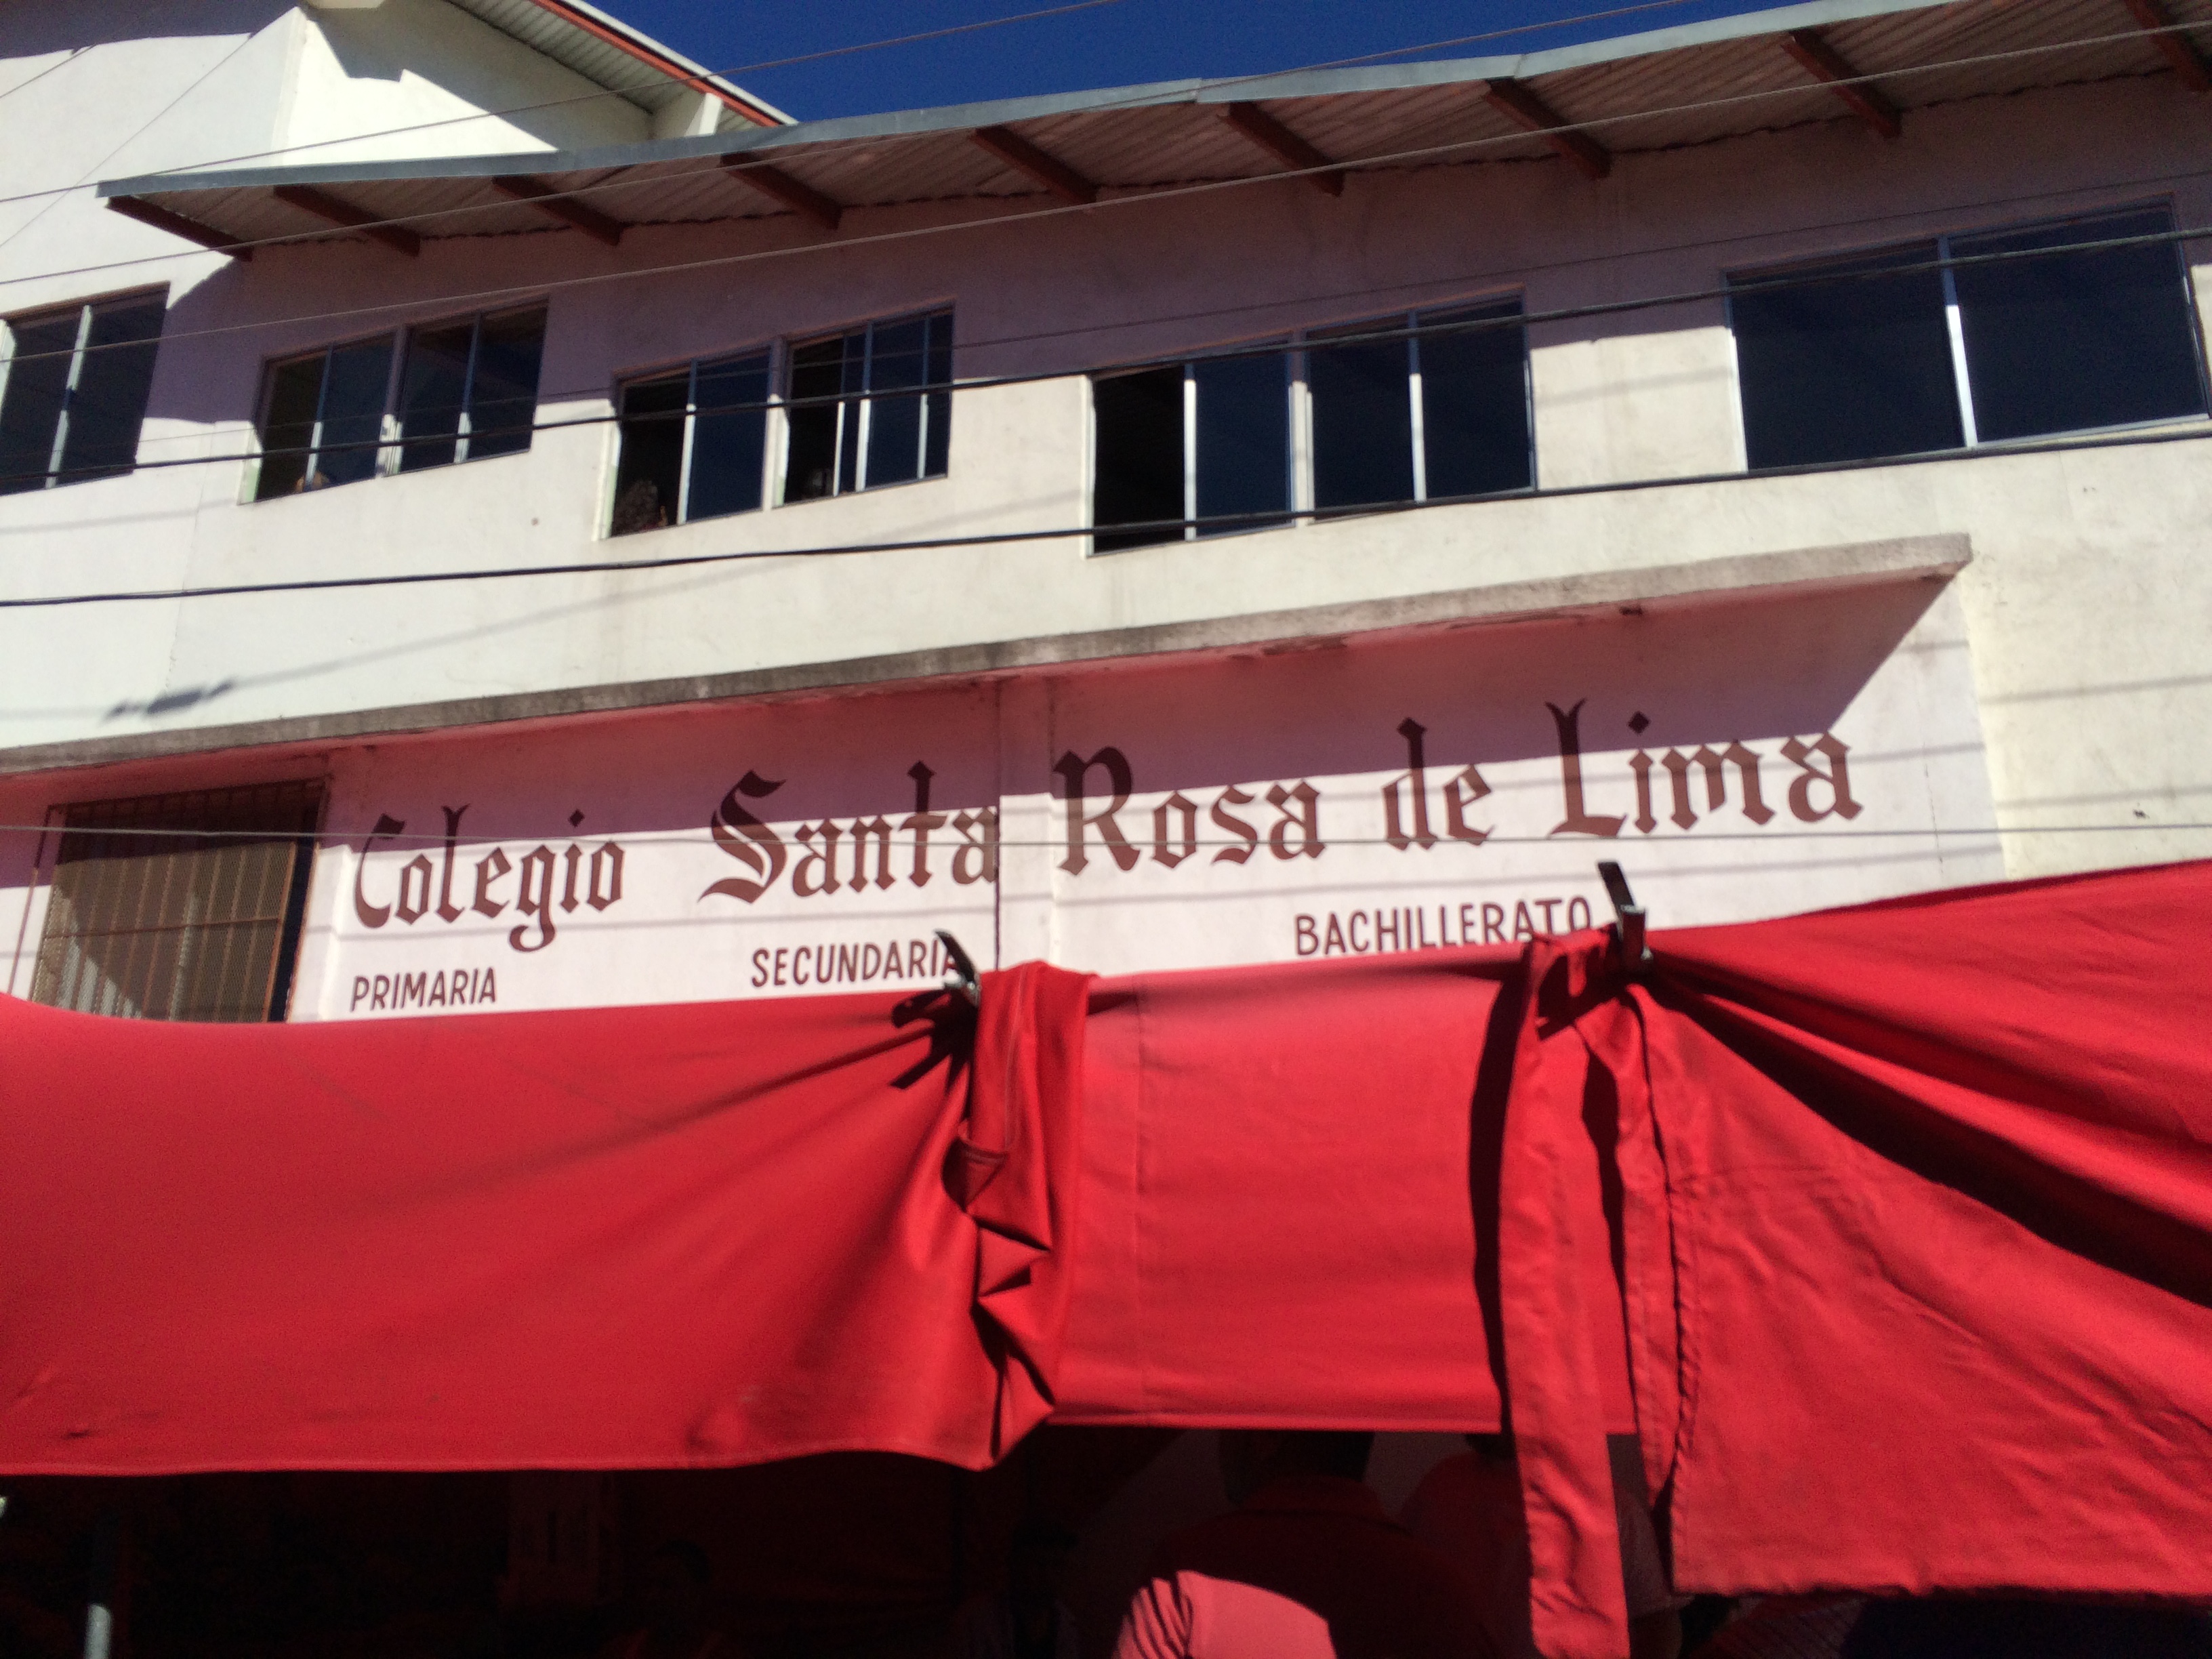 Colegio Santa Rosa de Lima
PRIMARIA SECUNDARIA BACHILLERATO